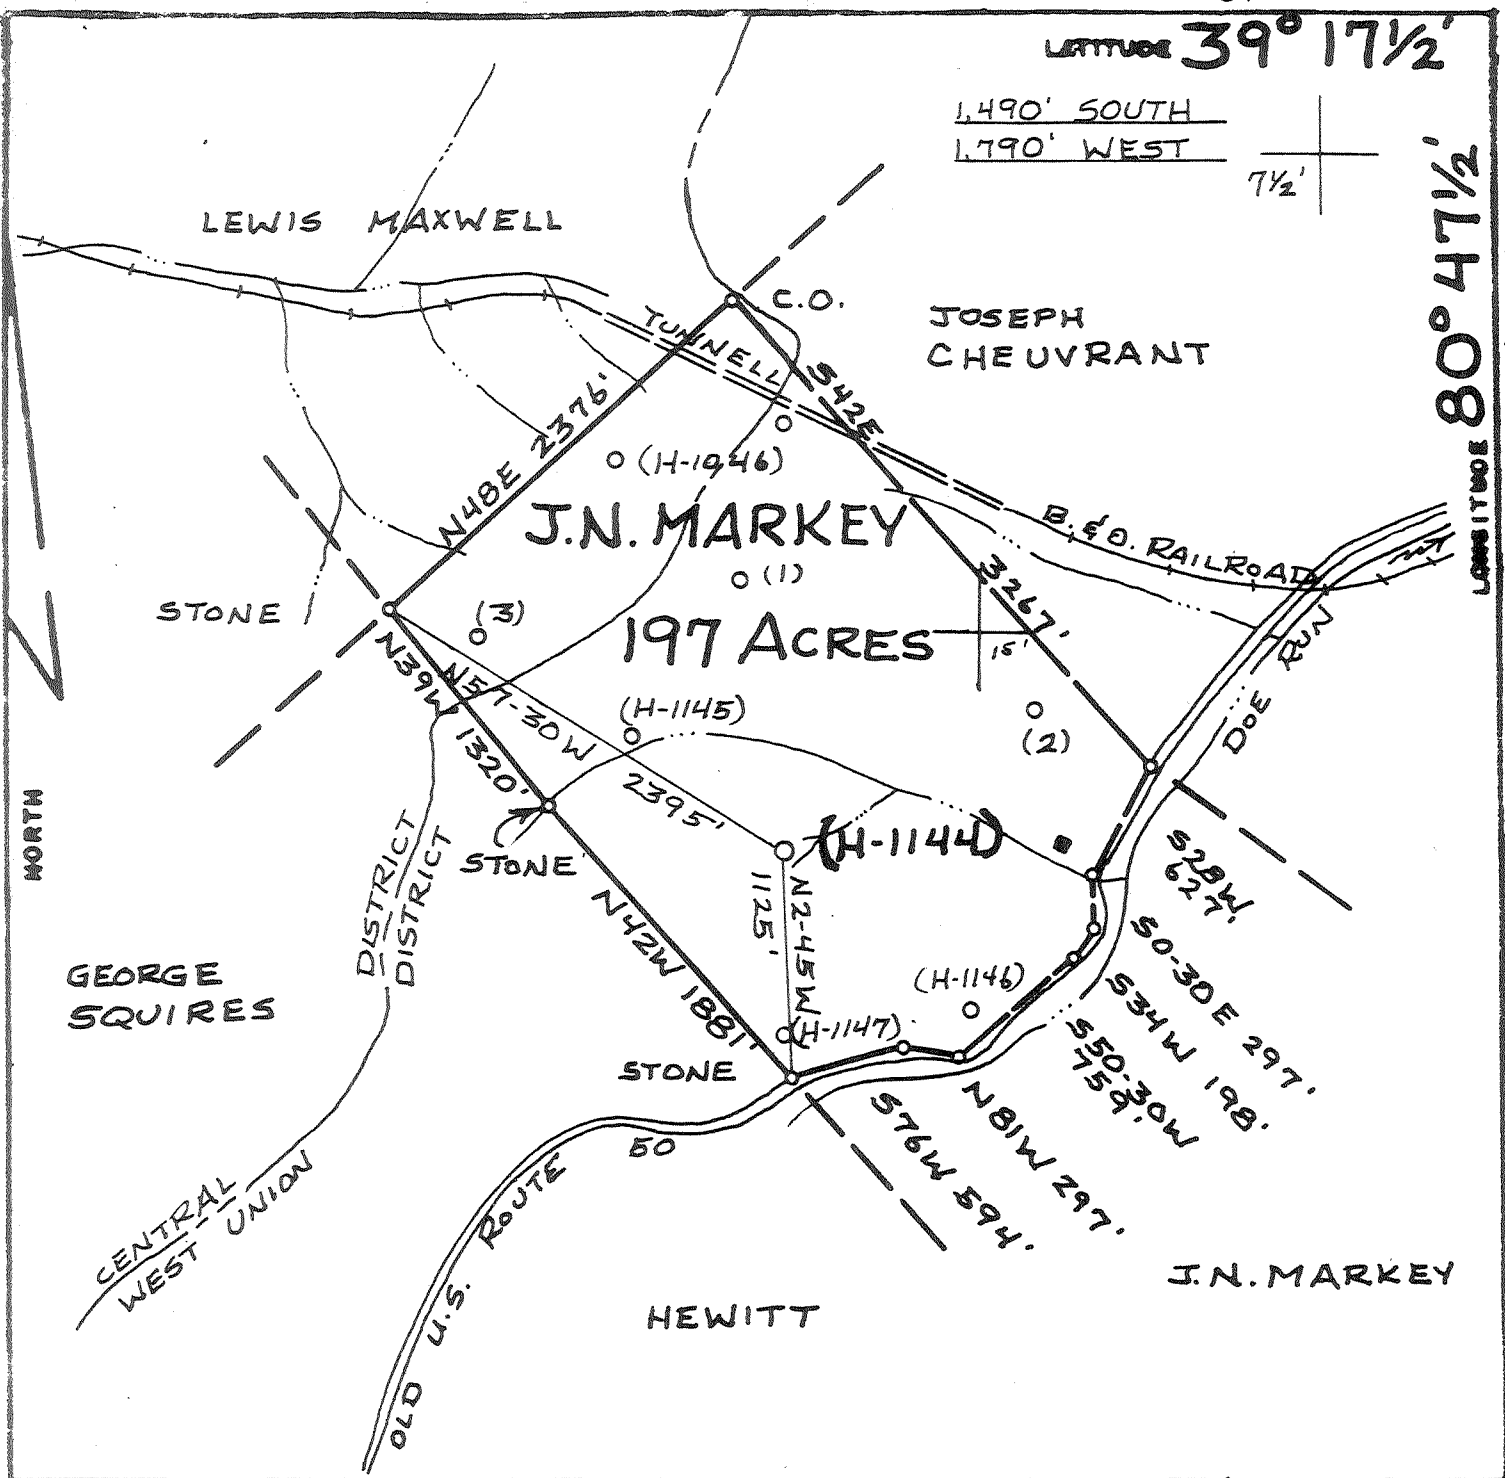 LATITUDE 39° 17½'
1,490' SOUTH
1,790' WEST
7½'
LONGITUDE 80° 47½'
LEWIS MAXWELL
C.O.
JOSEPH
CHEUVRANT
TUNNELL
S42E
3267'
N48E 2376'
(H-1046)
J.N. MARKEY
B. & O. RAILROAD
(1)
STONE
(3)
197 ACRES
15'
DOE RUN
N39W 1320'
N57-30W 2395'
(H-1145)
(2)
NORTH
(H-1144)
STONE
DISTRICT
DISTRICT
N2-45W
1125'
S28W
627'
N42W 1881'
GEORGE
SQUIRES
(H-1146)
S0-30E 297'
S34W 198'
S50-30W
759'
(H-1147)
STONE
N81W 297'
S76W 594'
OLD U.S. ROUTE 50
CENTRAL
WEST UNION
HEWITT
J.N. MARKEY